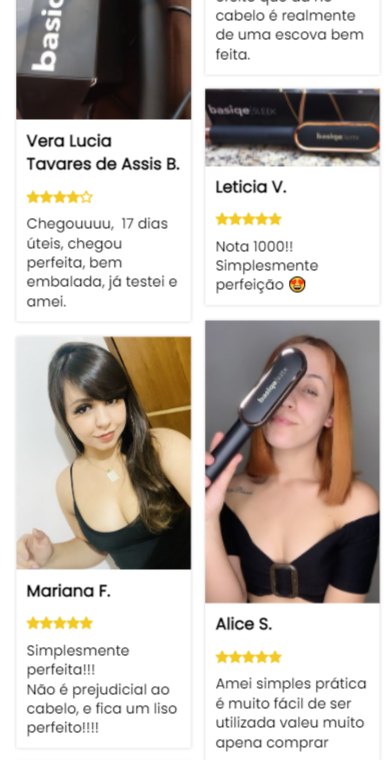 basiq
Vera Lucia
Tavares de Assis B.
Chegouuuu, 17 dias
úteis, chegou
perfeita, bem
embalada, já testei e
amei.
Mariana F.
Simplesmente
perfeita!!!
Não é prejudicial ao
cabelo, e fica um liso
perfeito!!!!
cabelo é realmente
de uma escova bem
feita.
basiqe SLEEK
basiqe
Leticia V.
Nota 1000!!
Simplesmente
perfeição 🤩
basiqe
Alice S.
Amei simples prática
é muito fácil de ser
utilizada valeu muito
apena comprar